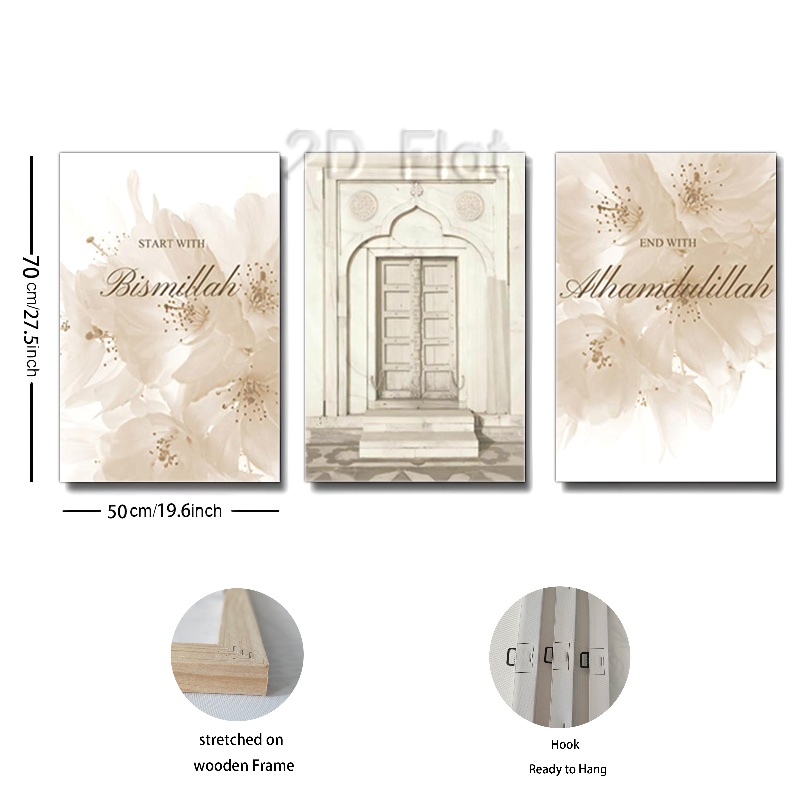 2D Flat
START WITH
Bismillah
END WITH
Alhamdulillah
70 cm/27.5inch
50cm/19.6inch
stretched on
wooden Frame
Hook
Ready to Hang